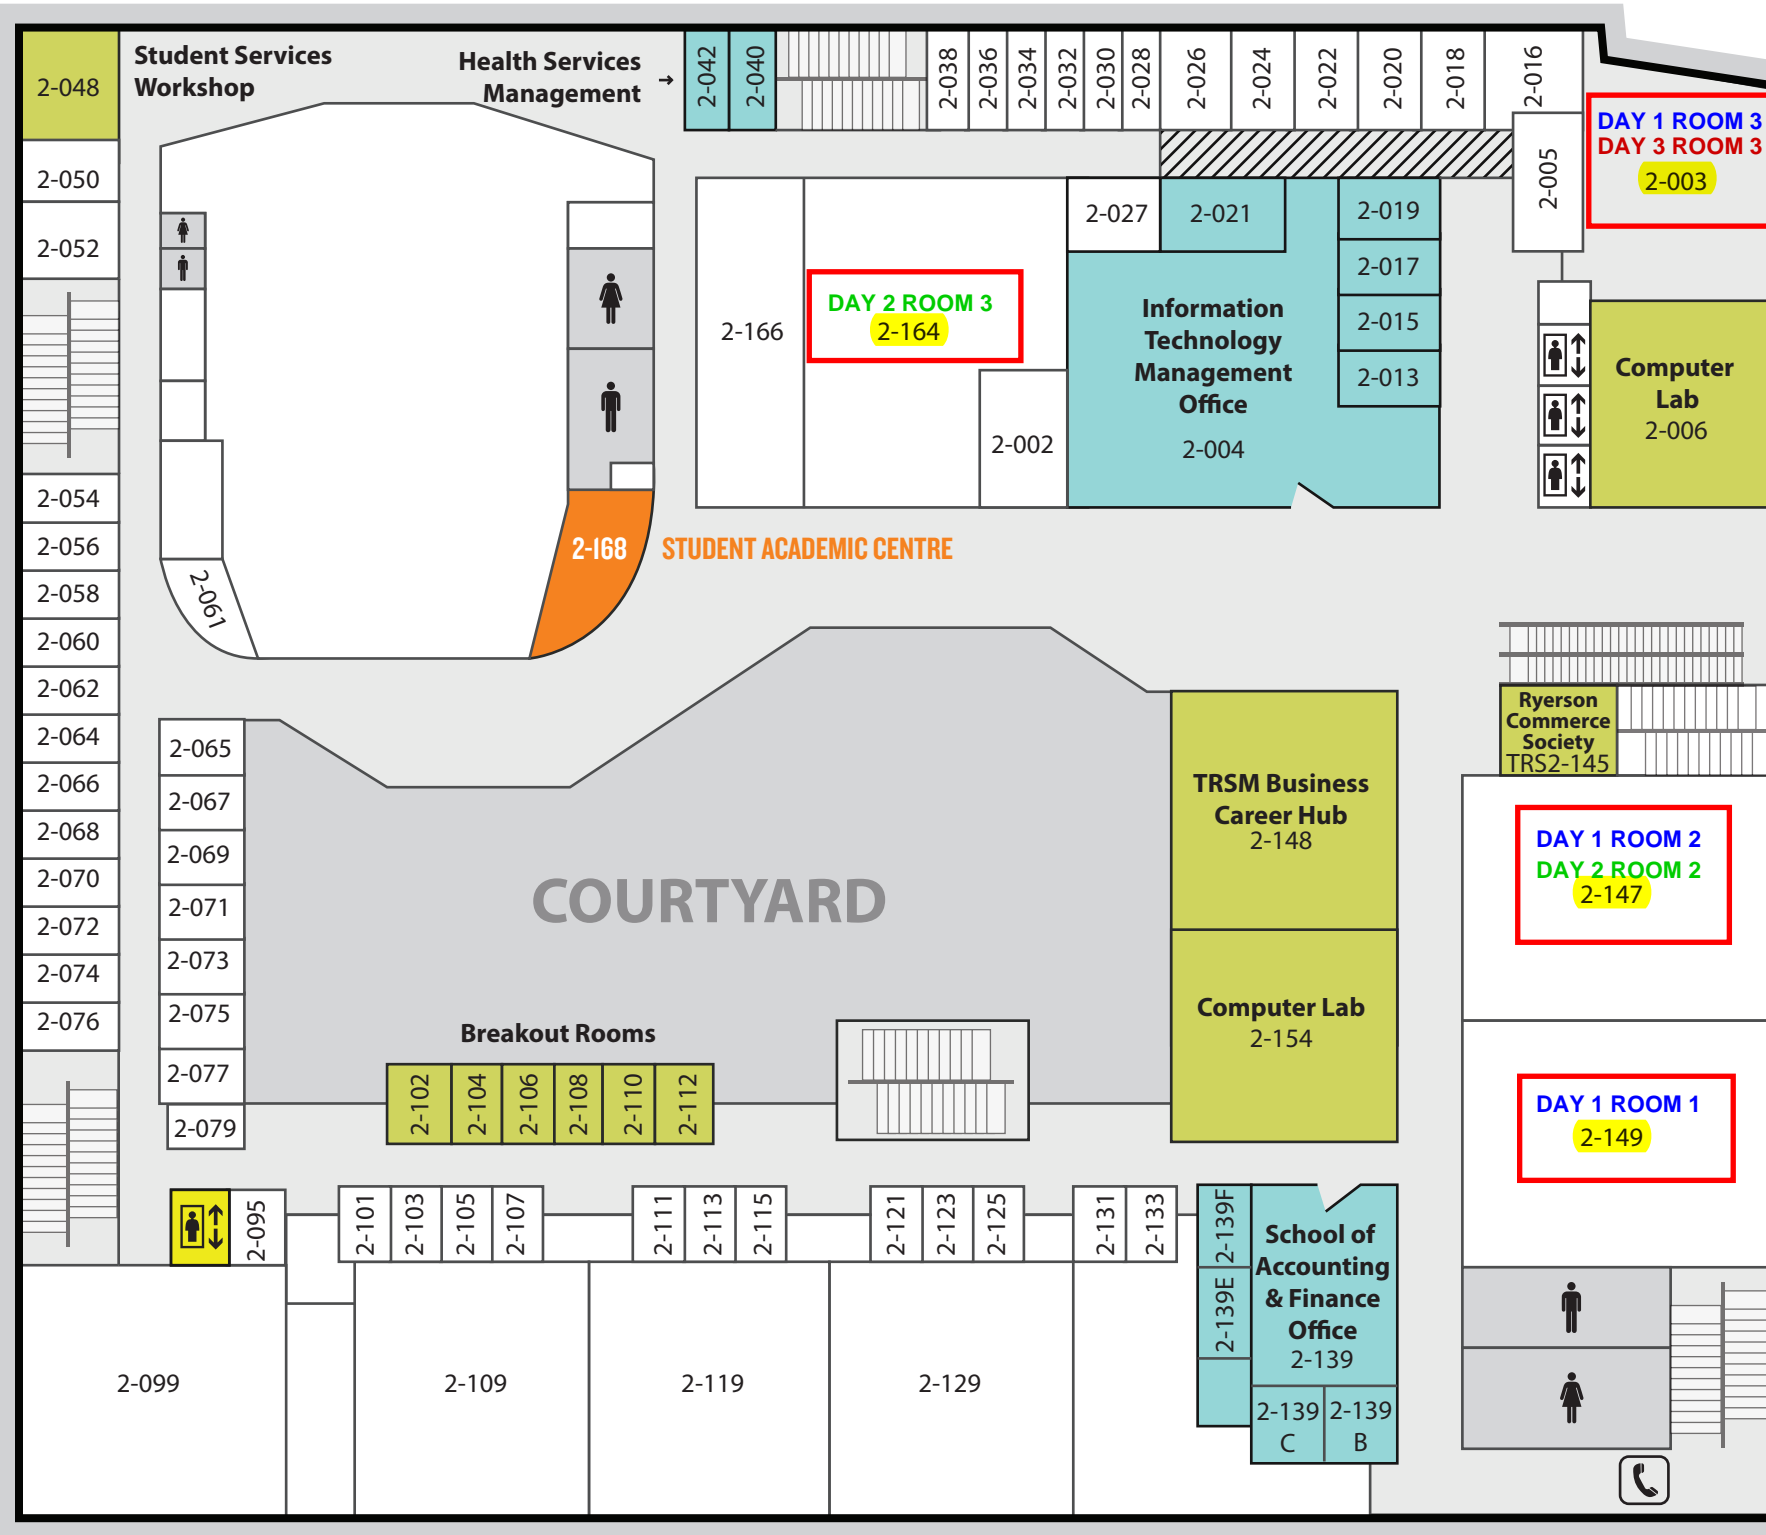 2-048
Student Services
Workshop
Health Services
Management
→
2-042
2-040
2-038
2-036
2-034
2-032
2-030
2-028
2-026
2-024
2-022
2-020
2-018
2-016
DAY 1 ROOM 3
DAY 3 ROOM 3
2-003
2-005
2-050
2-052
2-027
2-021
2-019
2-017
2-015
2-013
2-166
DAY 2 ROOM 3
2-164
2-002
Information
Technology
Management
Office
2-004
Computer
Lab
2-006
2-054
2-056
2-058
2-060
2-062
2-064
2-066
2-068
2-070
2-072
2-074
2-076
2-061
2-168
STUDENT ACADEMIC CENTRE
Ryerson
Commerce
Society
TRS2-145
2-065
2-067
2-069
2-071
2-073
2-075
2-077
2-079
COURTYARD
TRSM Business
Career Hub
2-148
DAY 1 ROOM 2
DAY 2 ROOM 2
2-147
Computer Lab
2-154
Breakout Rooms
2-102
2-104
2-106
2-108
2-110
2-112
DAY 1 ROOM 1
2-149
2-095
2-101
2-103
2-105
2-107
2-111
2-113
2-115
2-121
2-123
2-125
2-131
2-133
2-139F
2-139E
School of
Accounting
& Finance
Office
2-139
2-139
C
2-139
B
2-099
2-109
2-119
2-129